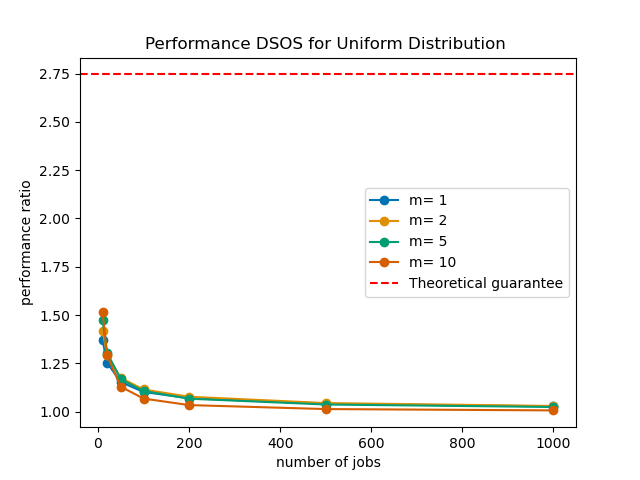 Performance DSOS for Uniform Distribution
performance ratio
2.75
2.50
2.25
2.00
1.75
1.50
1.25
1.00
m= 1
m= 2
m= 5
m= 10
Theoretical guarantee
0 200 400 600 800 1000
number of jobs